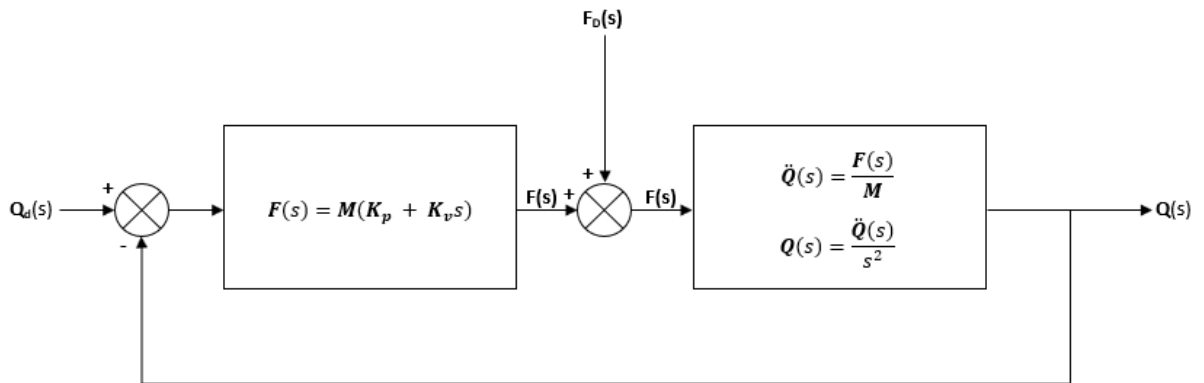 F_D(s)
+
Q_d(s)
-
F(s) = M(K_p + K_v s)
F(s)
+
+
F(s)
Q̈(s) = F(s)/M
Q(s) = Q̈(s)/s²
Q(s)